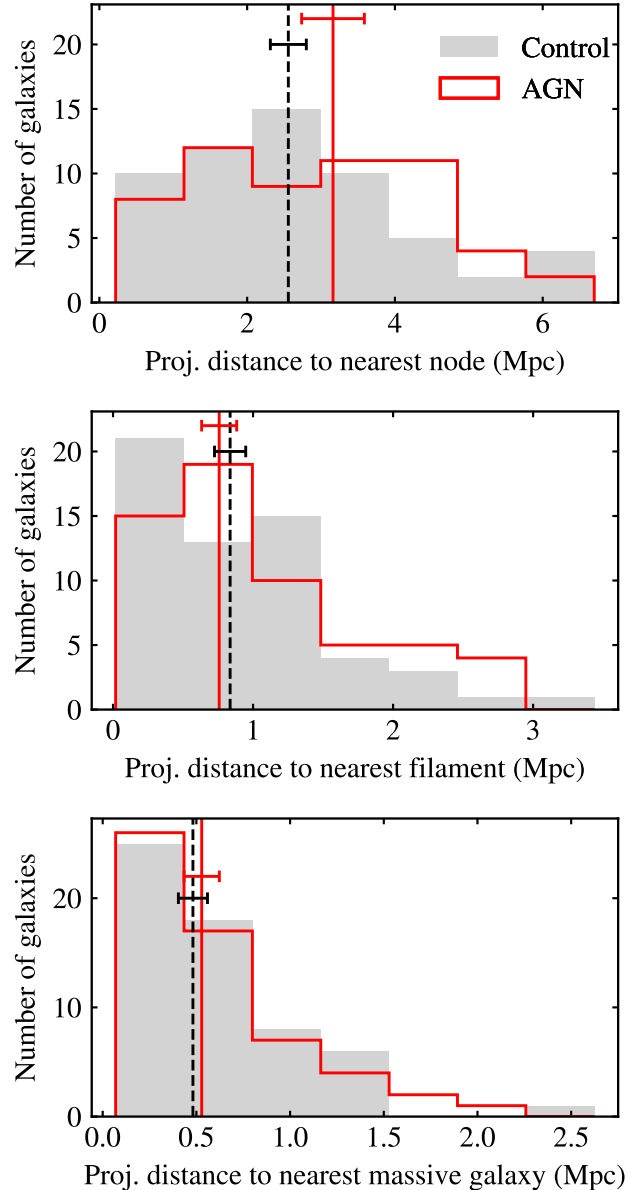 20
15
10
5
0
Number of galaxies
Control
AGN
0 2 4 6
Proj. distance to nearest node (Mpc)
20
15
10
5
0
Number of galaxies
0 1 2 3
Proj. distance to nearest filament (Mpc)
20
10
0
Number of galaxies
0.0 0.5 1.0 1.5 2.0 2.5
Proj. distance to nearest massive galaxy (Mpc)